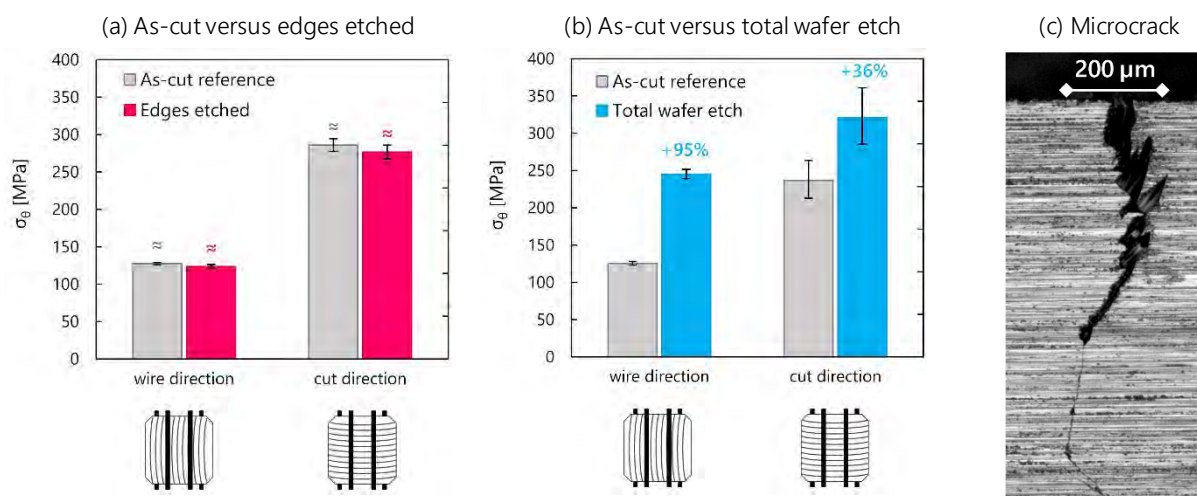 (a) As-cut versus edges etched
400
350
300
250
200
150
100
50
0
σθ [MPa]
As-cut reference
Edges etched
≈
≈
≈
≈
wire direction
cut direction
(b) As-cut versus total wafer etch
400
350
300
250
200
150
100
50
0
σθ [MPa]
As-cut reference
Total wafer etch
+95%
+36%
wire direction
cut direction
(c) Microcrack
200 µm